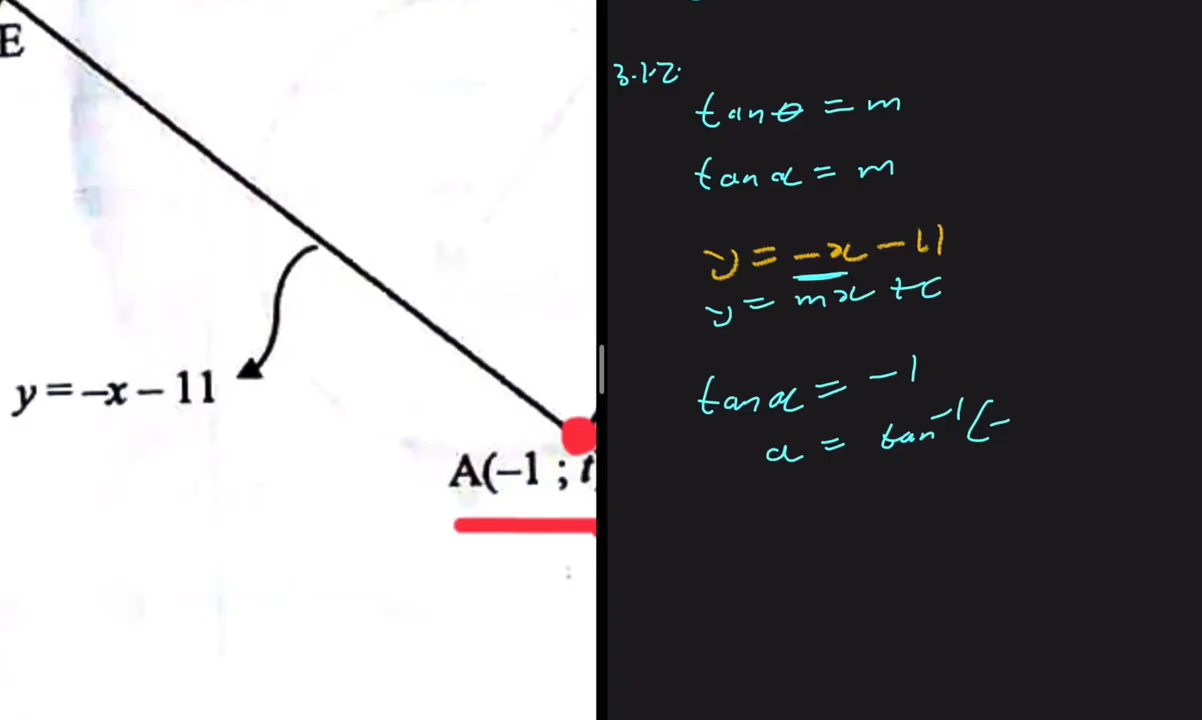 E
y = –x – 11
A(–1 ; t
3.1.2.
tan θ = m
tan α = m
y = -x - 11
y = mx + c
tan α = -1
α = tan⁻¹(-